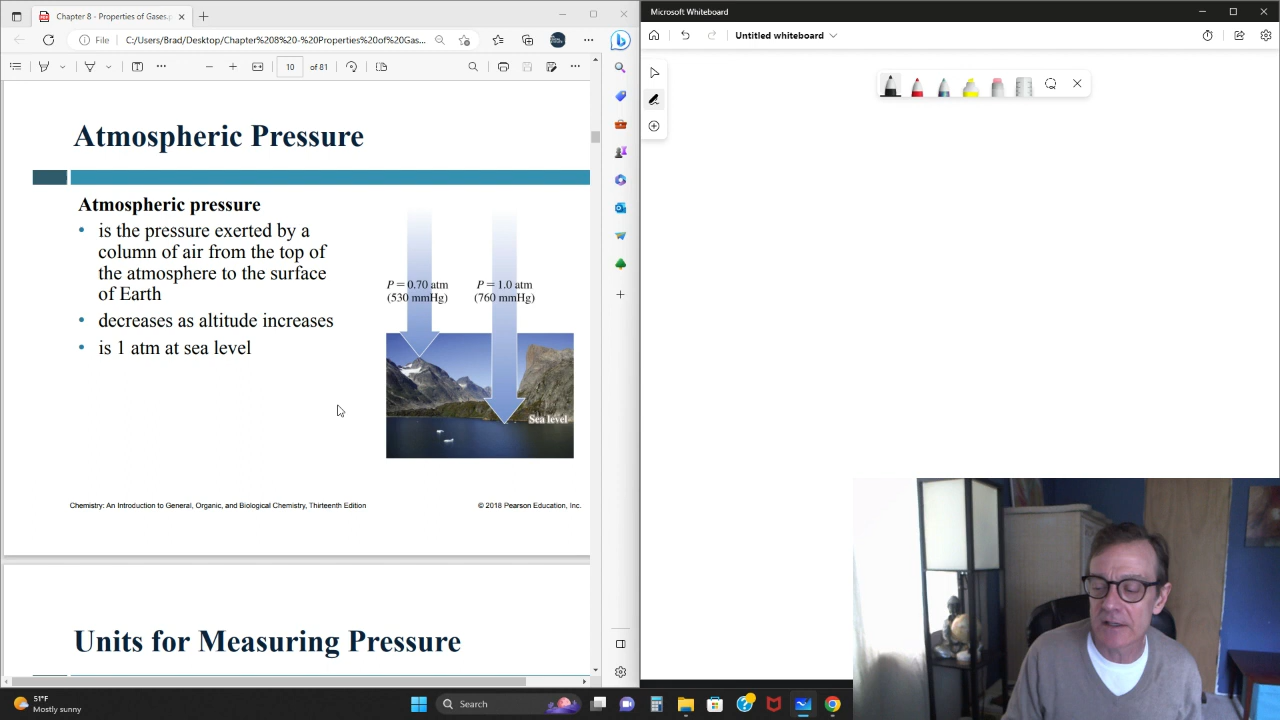 Chapter 8 - Properties of Gases.p
File
C:/Users/Brad/Desktop/Chapter%208%20-%20Properties%20of%20Gas...
10 of 81
Atmospheric Pressure
Atmospheric pressure
• is the pressure exerted by a
column of air from the top of
the atmosphere to the surface
of Earth
• decreases as altitude increases
• is 1 atm at sea level
P = 0.70 atm
(530 mmHg)
P = 1.0 atm
(760 mmHg)
Sea level
Chemistry: An Introduction to General, Organic, and Biological Chemistry, Thirteenth Edition
© 2018 Pearson Education, Inc.
Units for Measuring Pressure
Microsoft Whiteboard
Untitled whiteboard
51°F
Mostly sunny
Search